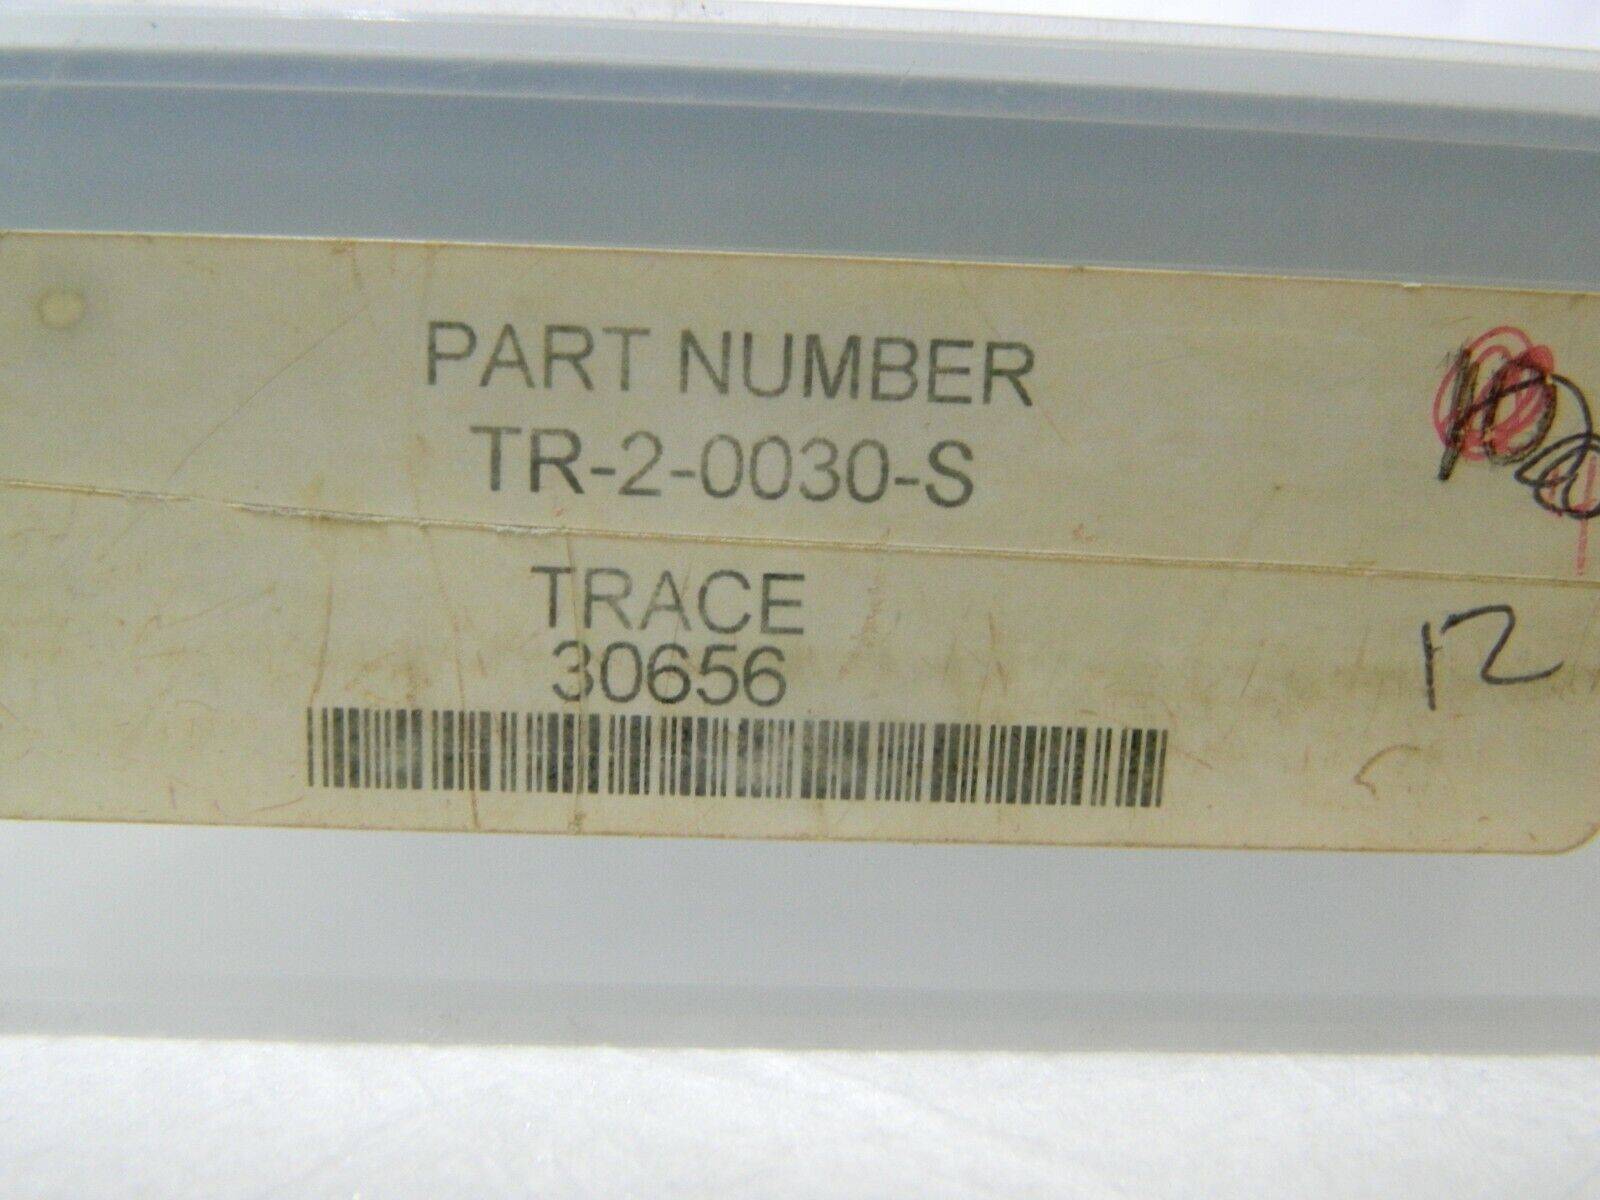 PART NUMBER
TR-2-0030-S
TRACE
30656
12